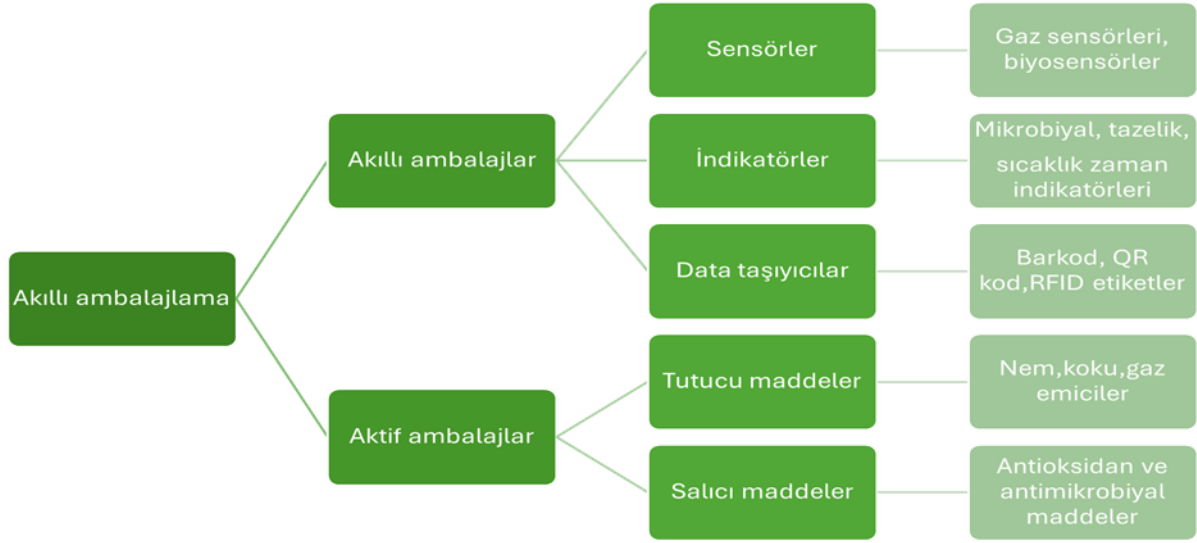 Akıllı ambalajlama
Akıllı ambalajlar
Sensörler
Gaz sensörleri,
biyosensörler
İndikatörler
Mikrobiyal, tazelik,
sıcaklık zaman
indikatörleri
Data taşıyıcılar
Barkod, QR
kod,RFID etiketler
Aktif ambalajlar
Tutucu maddeler
Nem,koku,gaz
emiciler
Salıcı maddeler
Antioksidan ve
antimikrobiyal
maddeler